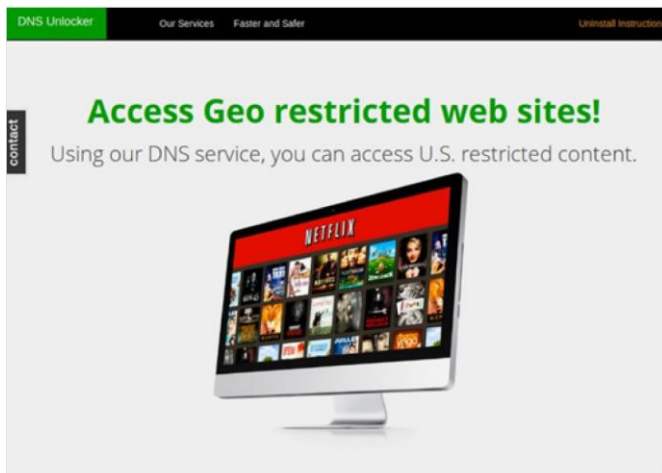 DNS Unlocker
Our Services
Faster and Safer
Uninstall Instruction
contact
Access Geo restricted web sites!
Using our DNS service, you can access U.S. restricted content.
NETFLIX